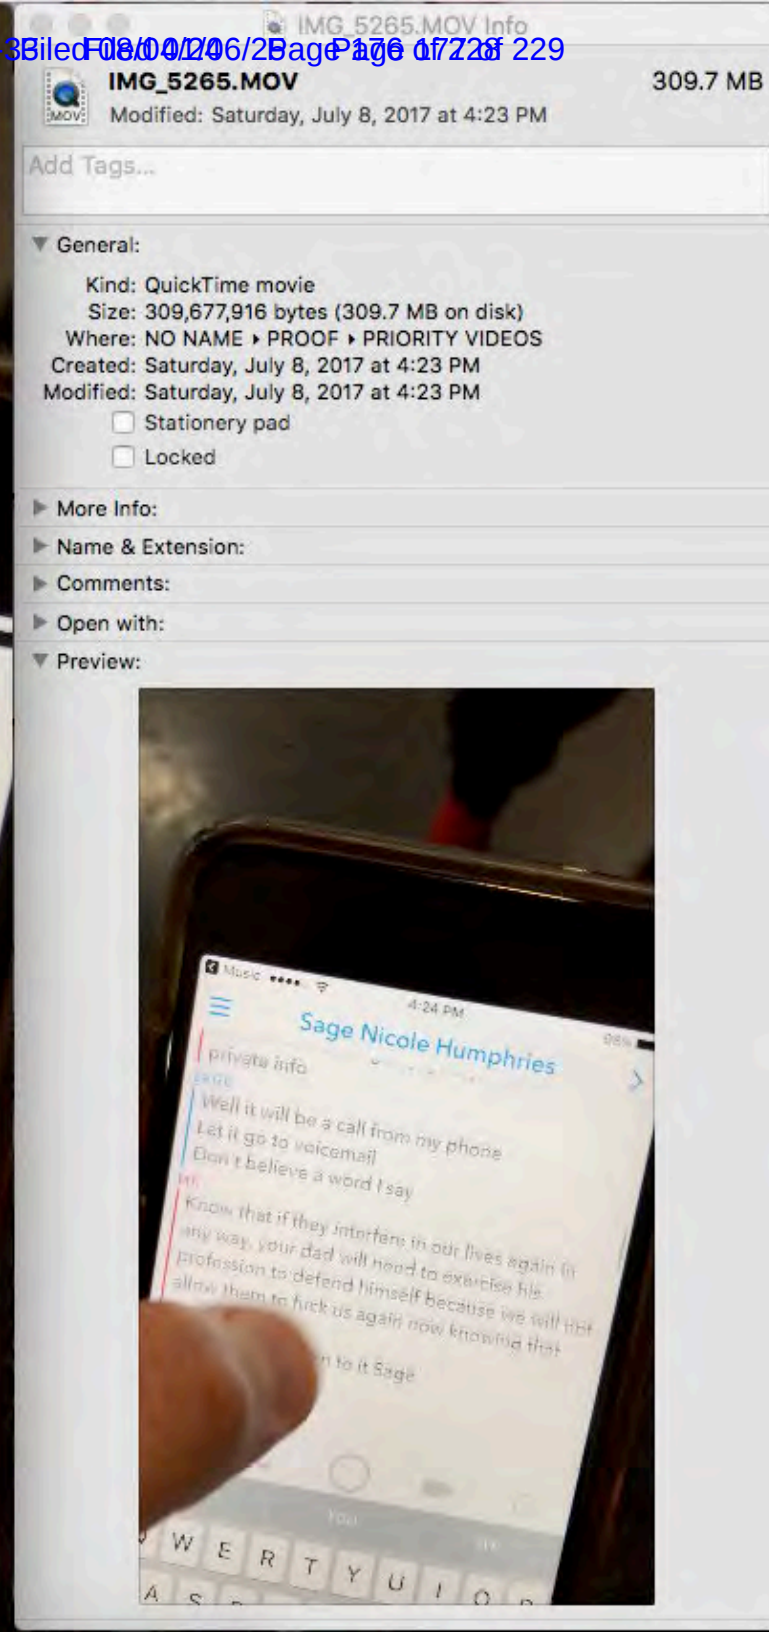 IMG_5265.MOV Info
229
IMG_5265.MOV
309.7 MB
Modified: Saturday, July 8, 2017 at 4:23 PM
MOV
Add Tags...
General:
Kind: QuickTime movie
Size: 309,677,916 bytes (309.7 MB on disk)
Where: NO NAME ▸ PROOF ▸ PRIORITY VIDEOS
Created: Saturday, July 8, 2017 at 4:23 PM
Modified: Saturday, July 8, 2017 at 4:23 PM
Stationery pad
Locked
More Info:
Name & Extension:
Comments:
Open with:
Preview:
Music
4:24 PM
98%
Sage Nicole Humphries
private info
SAGE
Well it will be a call from my phone
Let it go to voicemail
Don't believe a word I say
ME
Know that if they interfere in our lives again in
any way, your dad will need to exercise his
profession to defend himself because we will not
allow them to fuck us again now knowing that
to it Sage
You
W E R T Y U I O P
A S